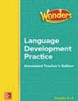 Wonders
Language
Development
Practice
Annotated Teacher's Edition